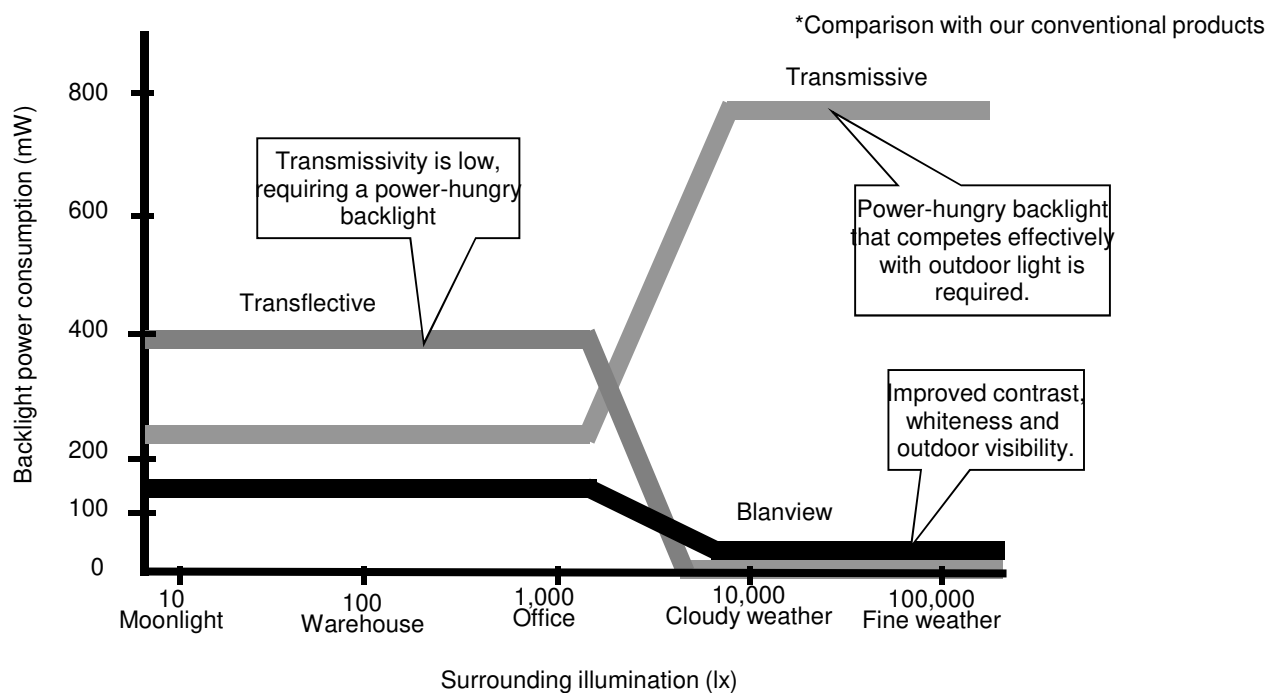 *Comparison with our conventional products
Transmissive
800
Transmissivity is low,
requiring a power-hungry
backlight
Power-hungry backlight
that competes effectively
with outdoor light is
required.
600
Backlight power consumption (mW)
Transflective
400
Improved contrast,
whiteness and
outdoor visibility.
200
100
Blanview
0
10
100
1,000
10,000
100,000
Moonlight
Warehouse
Office
Cloudy weather
Fine weather
Surrounding illumination (lx)